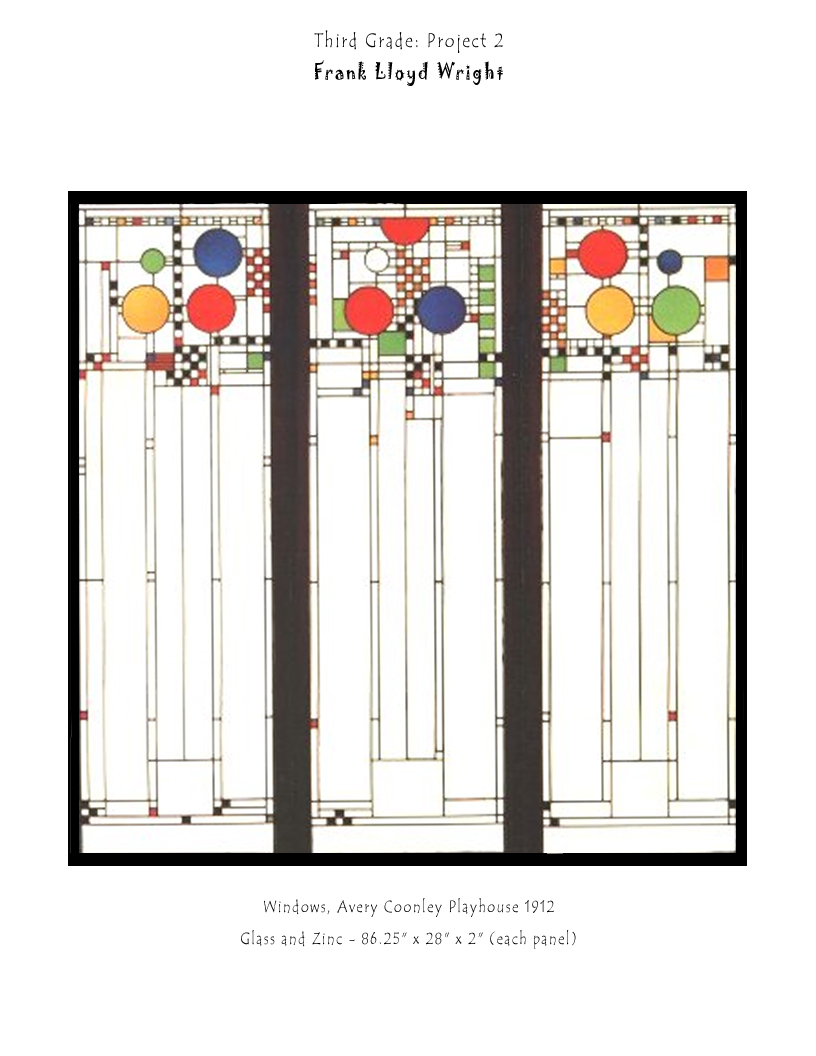 Third Grade: Project 2
Frank Lloyd Wright
Windows, Avery Coonley Playhouse 1912
Glass and Zinc - 86.25" x 28" x 2" (each panel)